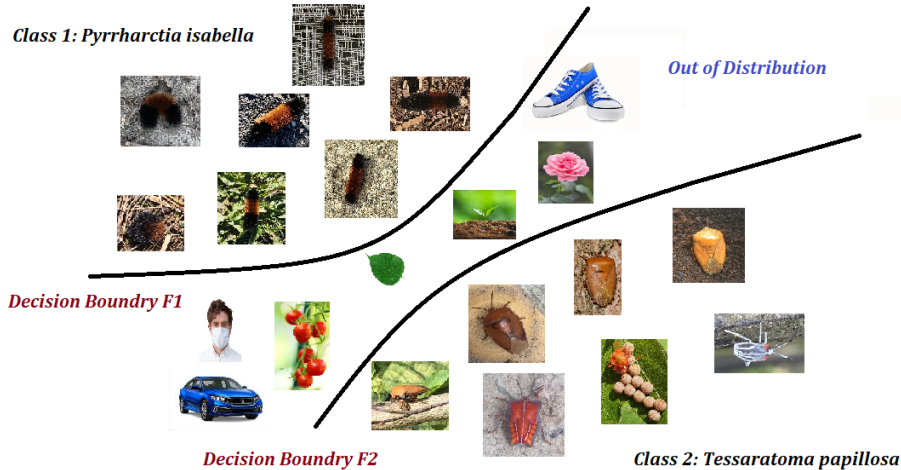 Class 1: Pyrrharctia isabella
Out of Distribution
Decision Boundry F1
Decision Boundry F2
Class 2: Tessaratoma papillosa